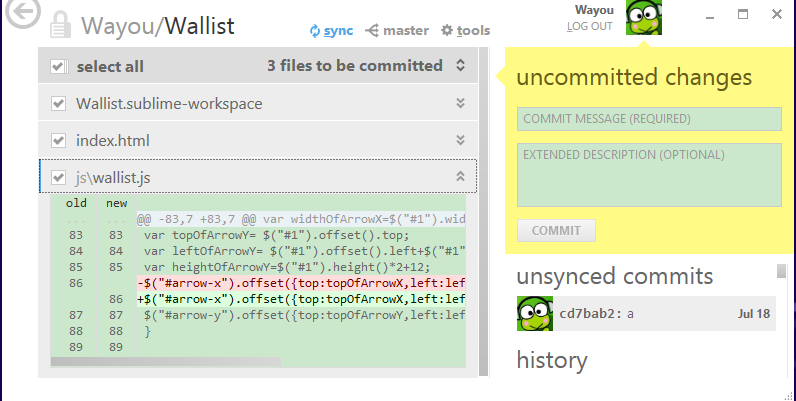 Wayou/Wallist
sync
master
tools
Wayou
LOG OUT
select all
3 files to be committed
Wallist.sublime-workspace
index.html
js\wallist.js
old new
... ... @@ -83,7 +83,7 @@ var widthOfArrowX=$("#1").wid
83 83 var topOfArrowY= $("#1").offset().top;
84 84 var leftOfArrowY= $("#1").offset().left+$("#1"
85 85 var heightOfArrowY=$("#1").height()*2+12;
86 -$("#arrow-x").offset({top:topOfArrowX,left:lef
86 +$("#arrow-x").offset({top:topOfArrowX,left:lef
87 87 $("#arrow-y").offset({top:topOfArrowY,left:lef
88 88 }
89 89
uncommitted changes
COMMIT MESSAGE (REQUIRED)
EXTENDED DESCRIPTION (OPTIONAL)
COMMIT
unsynced commits
cd7bab2: a Jul 18
history